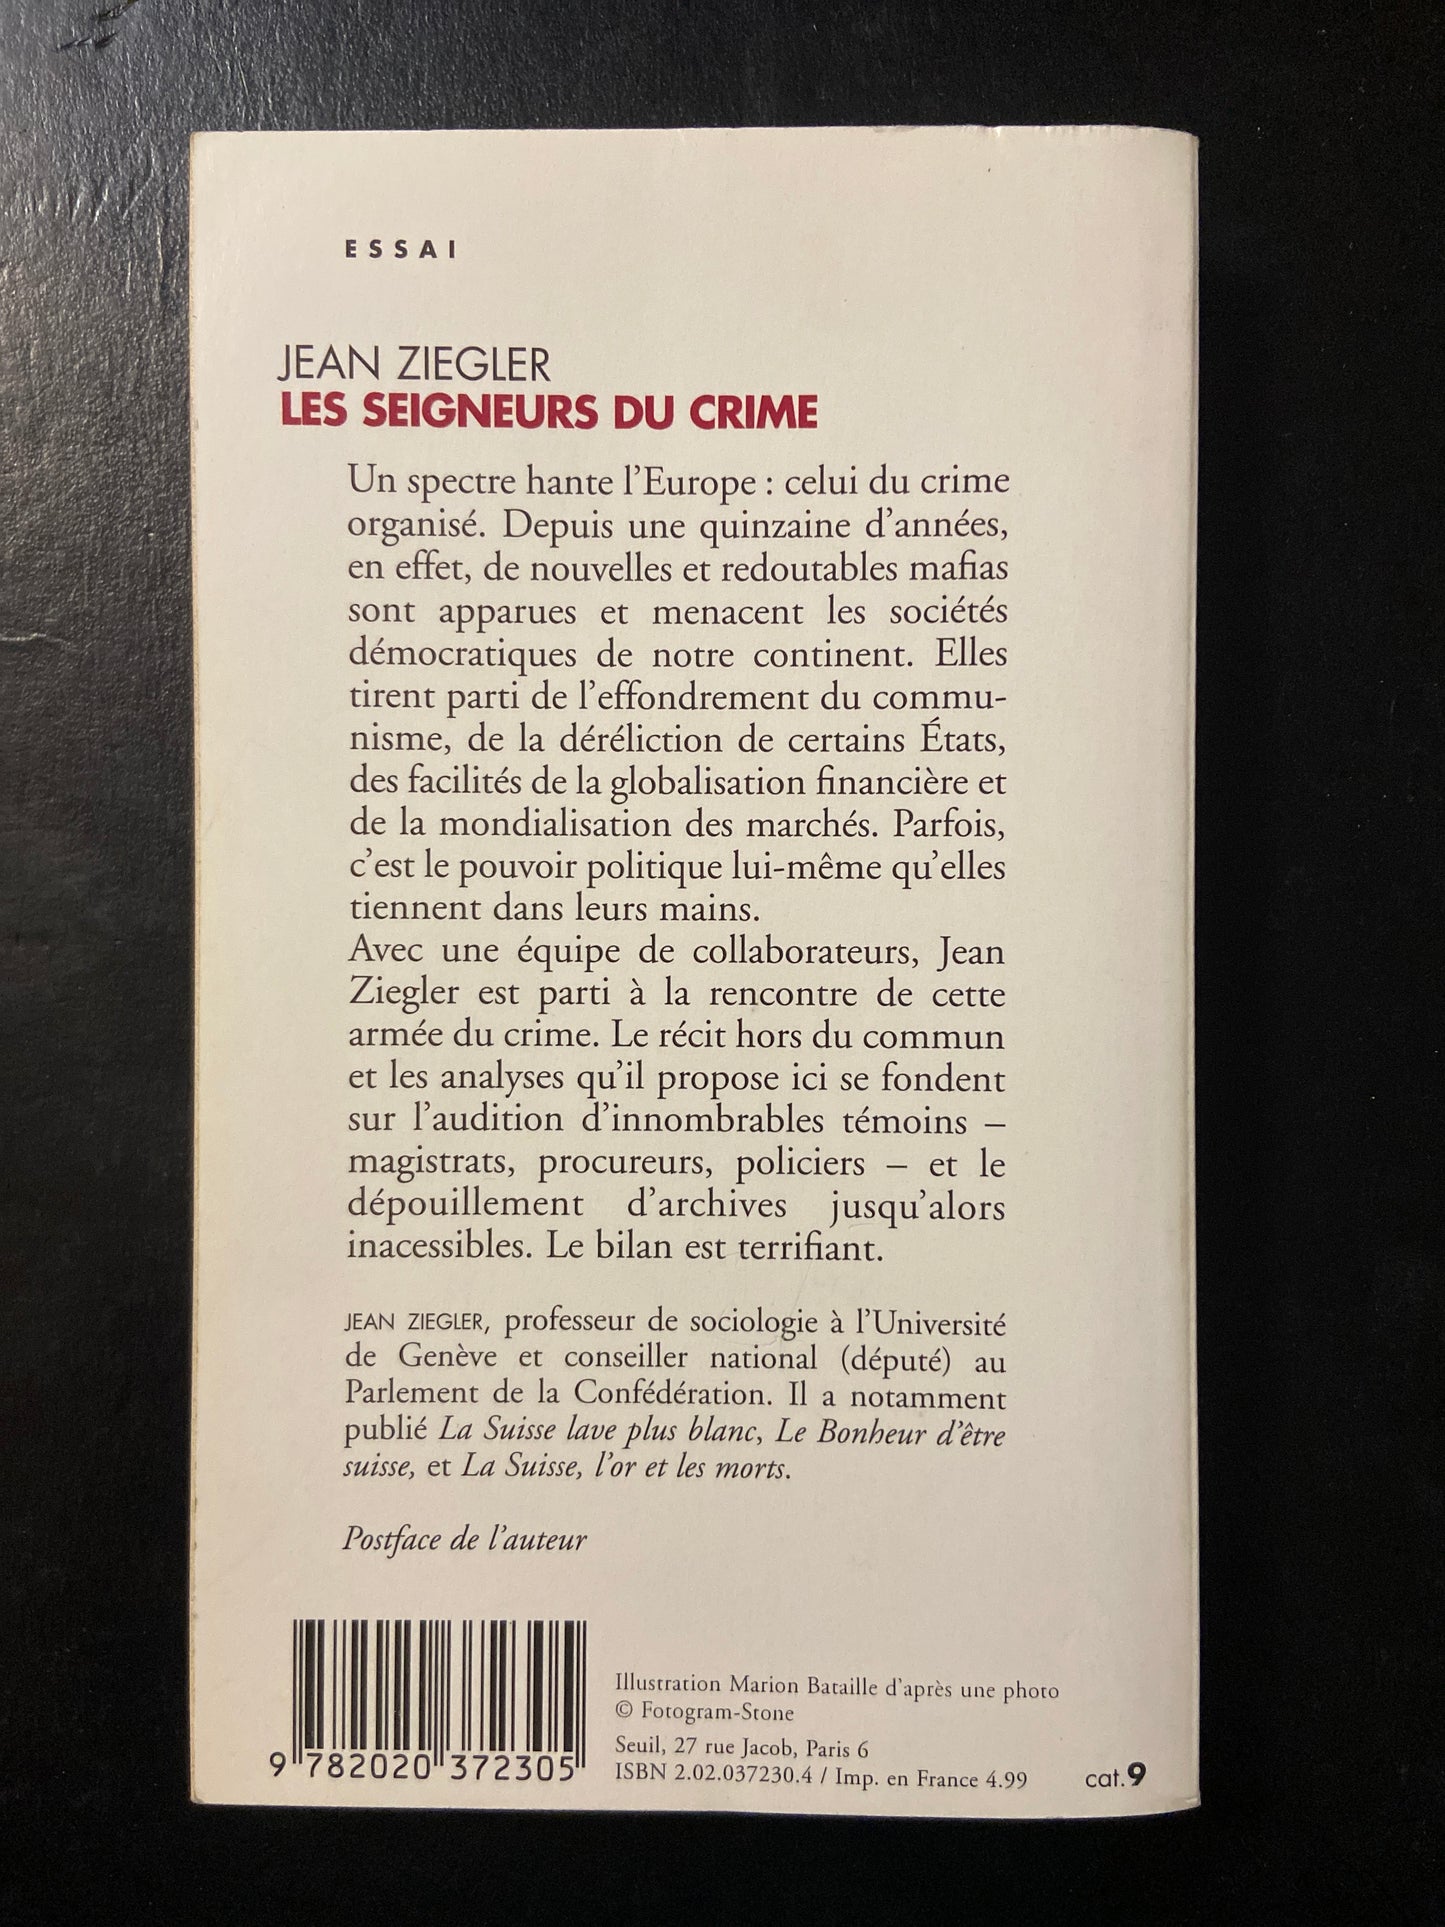 ESSAI
JEAN ZIEGLER
LES SEIGNEURS DU CRIME
Un spectre hante l'Europe : celui du crime
organisé. Depuis une quinzaine d'années,
en effet, de nouvelles et redoutables mafias
sont apparues et menacent les sociétés
démocratiques de notre continent. Elles
tirent parti de l'effondrement du commu-
nisme, de la déréliction de certains États,
des facilités de la globalisation financière et
de la mondialisation des marchés. Parfois,
c'est le pouvoir politique lui-même qu'elles
tiennent dans leurs mains.
Avec une équipe de collaborateurs, Jean
Ziegler est parti à la rencontre de cette
armée du crime. Le récit hors du commun
et les analyses qu'il propose ici se fondent
sur l'audition d'innombrables témoins –
magistrats, procureurs, policiers – et le
dépouillement d'archives jusqu'alors
inacessibles. Le bilan est terrifiant.
JEAN ZIEGLER, professeur de sociologie à l'Université
de Genève et conseiller national (député) au
Parlement de la Confédération. Il a notamment
publié La Suisse lave plus blanc, Le Bonheur d'être
suisse, et La Suisse, l'or et les morts.
Postface de l'auteur
Illustration Marion Bataille d'après une photo
© Fotogram-Stone
Seuil, 27 rue Jacob, Paris 6
ISBN 2.02.037230.4 / Imp. en France 4.99
cat.9
9 782020 372305